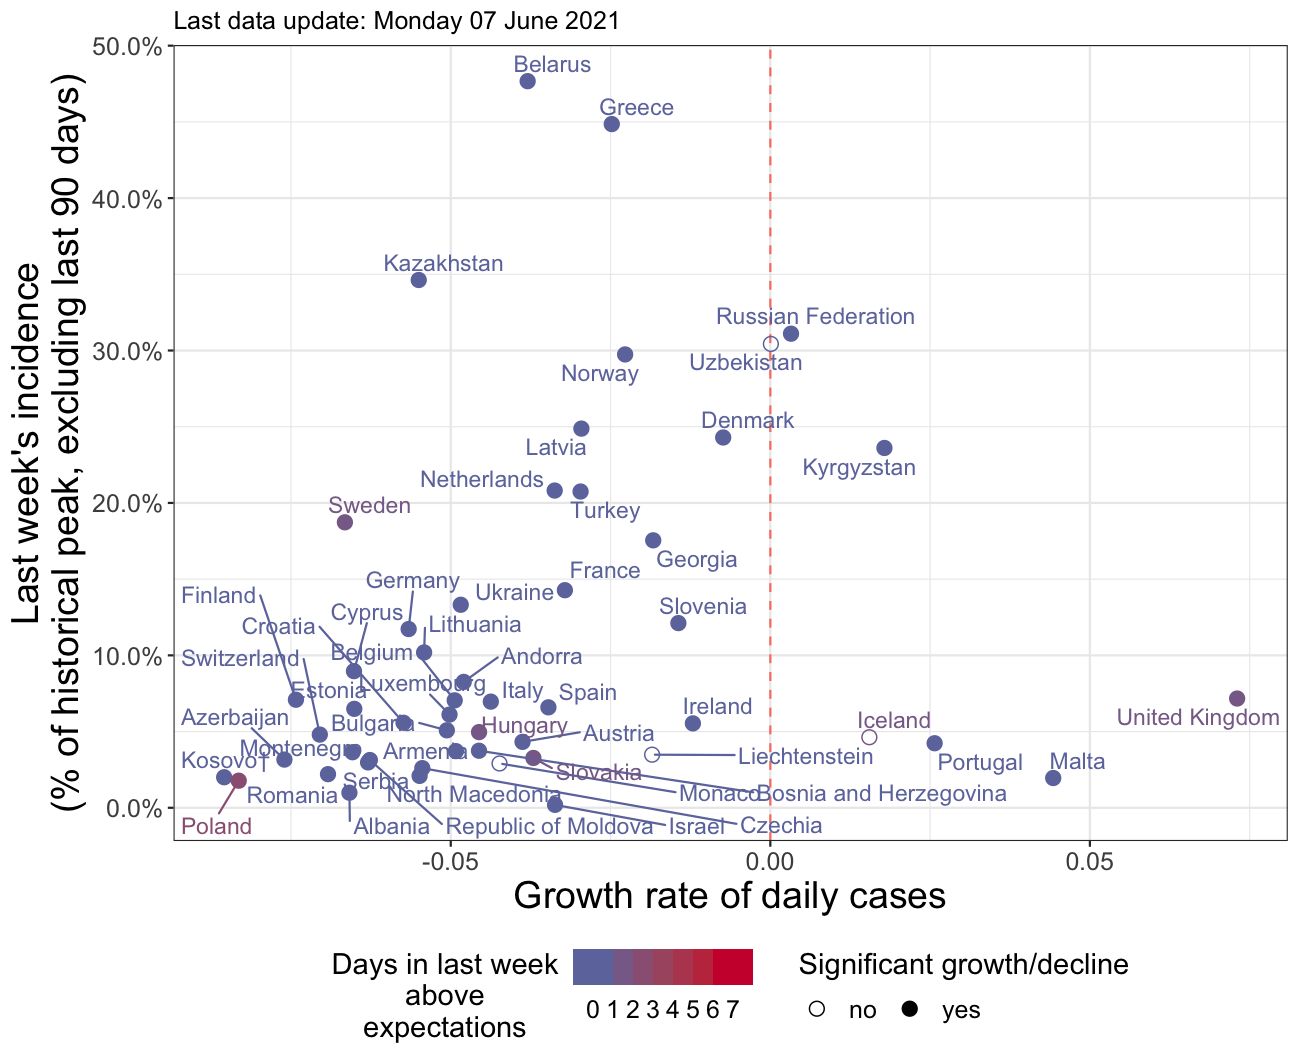 Last data update: Monday 07 June 2021
Last week's incidence
(% of historical peak, excluding last 90 days)
50.0%
40.0%
30.0%
20.0%
10.0%
0.0%
Belarus
Greece
Kazakhstan
Russian Federation
Uzbekistan
Norway
Denmark
Latvia
Kyrgyzstan
Netherlands
Sweden
Turkey
Georgia
France
Germany
Ukraine
Finland
Cyprus
Slovenia
Croatia
Lithuania
Belgium
Switzerland
Andorra
Luxembourg
Estonia
Italy
Spain
Ireland
Azerbaijan
Bulgaria
Hungary
Iceland
United Kingdom
Austria
Montenegro
Armenia
Liechtenstein
Kosovo†
Portugal
Malta
Slovakia
Serbia
Romania
North Macedonia
Monaco
Bosnia and Herzegovina
Poland
Albania
Republic of Moldova
Israel
Czechia
-0.05
0.00
0.05
Growth rate of daily cases
Days in last week
above
expectations
0 1 2 3 4 5 6 7
Significant growth/decline
no
yes